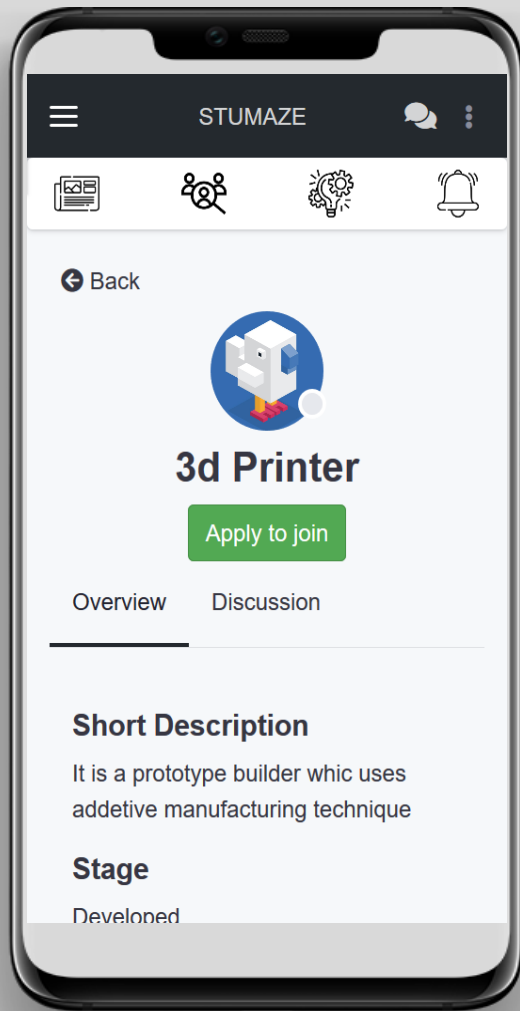 STUMAZE
Back
3d Printer
Apply to join
Overview Discussion
Short Description
It is a prototype builder whic uses
addetive manufacturing technique
Stage
Developed